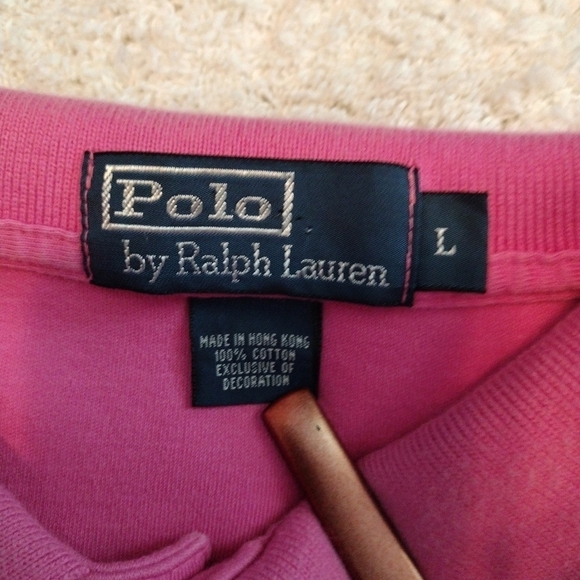 Polo
by Ralph Lauren
L
MADE IN HONG KONG
100% COTTON
EXCLUSIVE OF
DECORATION